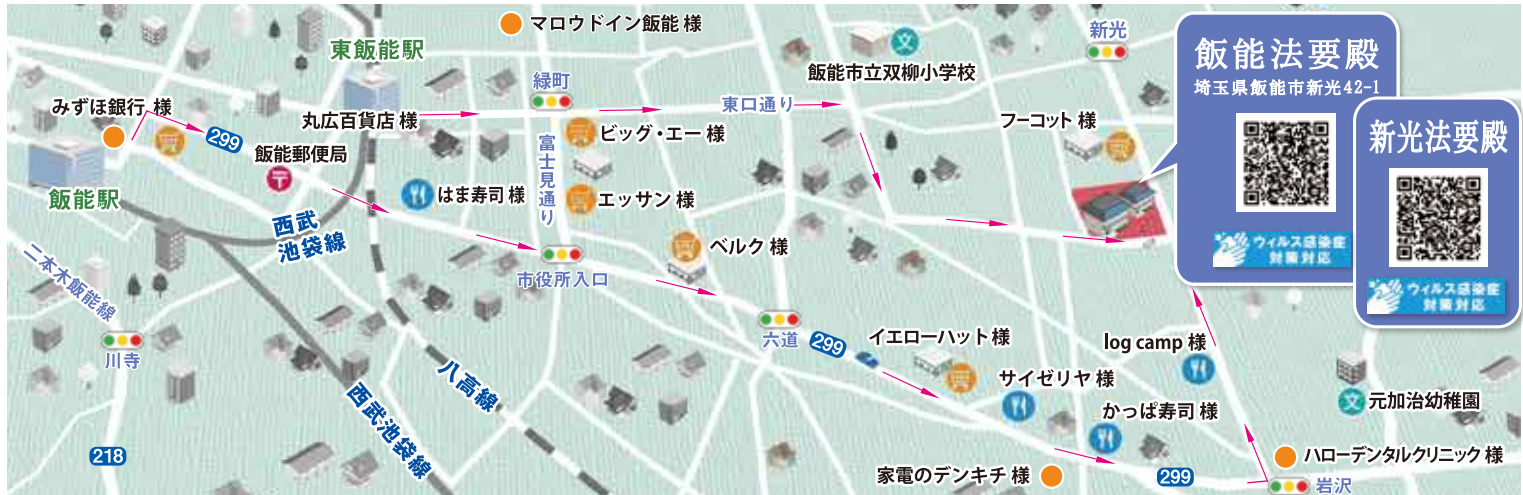 マロウドイン飯能 様
新光
東飯能駅
飯能市立双柳小学校
飯能法要殿
埼玉県飯能市新光42-1
緑町
みずほ銀行 様
東口通り
丸広百貨店 様
299
ビッグ・エー 様
フーコット 様
新光法要殿
飯能郵便局
富士見通り
飯能駅
はま寿司 様
エッサン 様
西武
池袋線
ベルク 様
ウィルス感染症
対策対応
二本木飯能線
市役所入口
ウィルス感染症
対策対応
川寺
六道
299
イエローハット 様
log camp 様
八高線
サイゼリヤ 様
西武池袋線
かっぱ寿司 様
元加治幼稚園
218
家電のデンキチ 様
299
ハローデンタルクリニック 様
岩沢